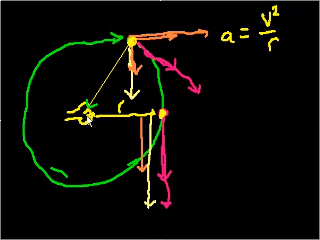 a = v²/r
r